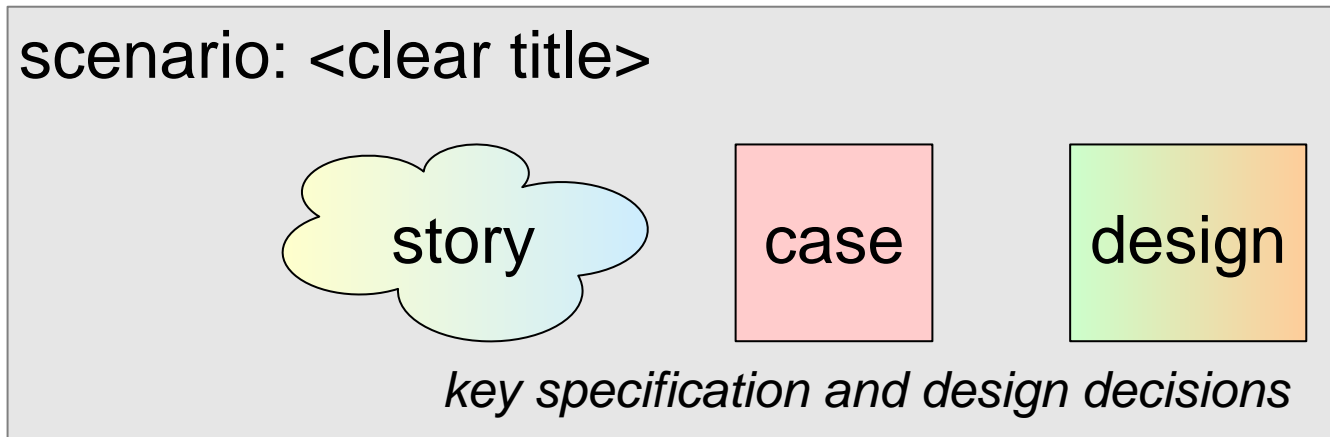 scenario: <clear title>
story
case
design
key specification and design decisions